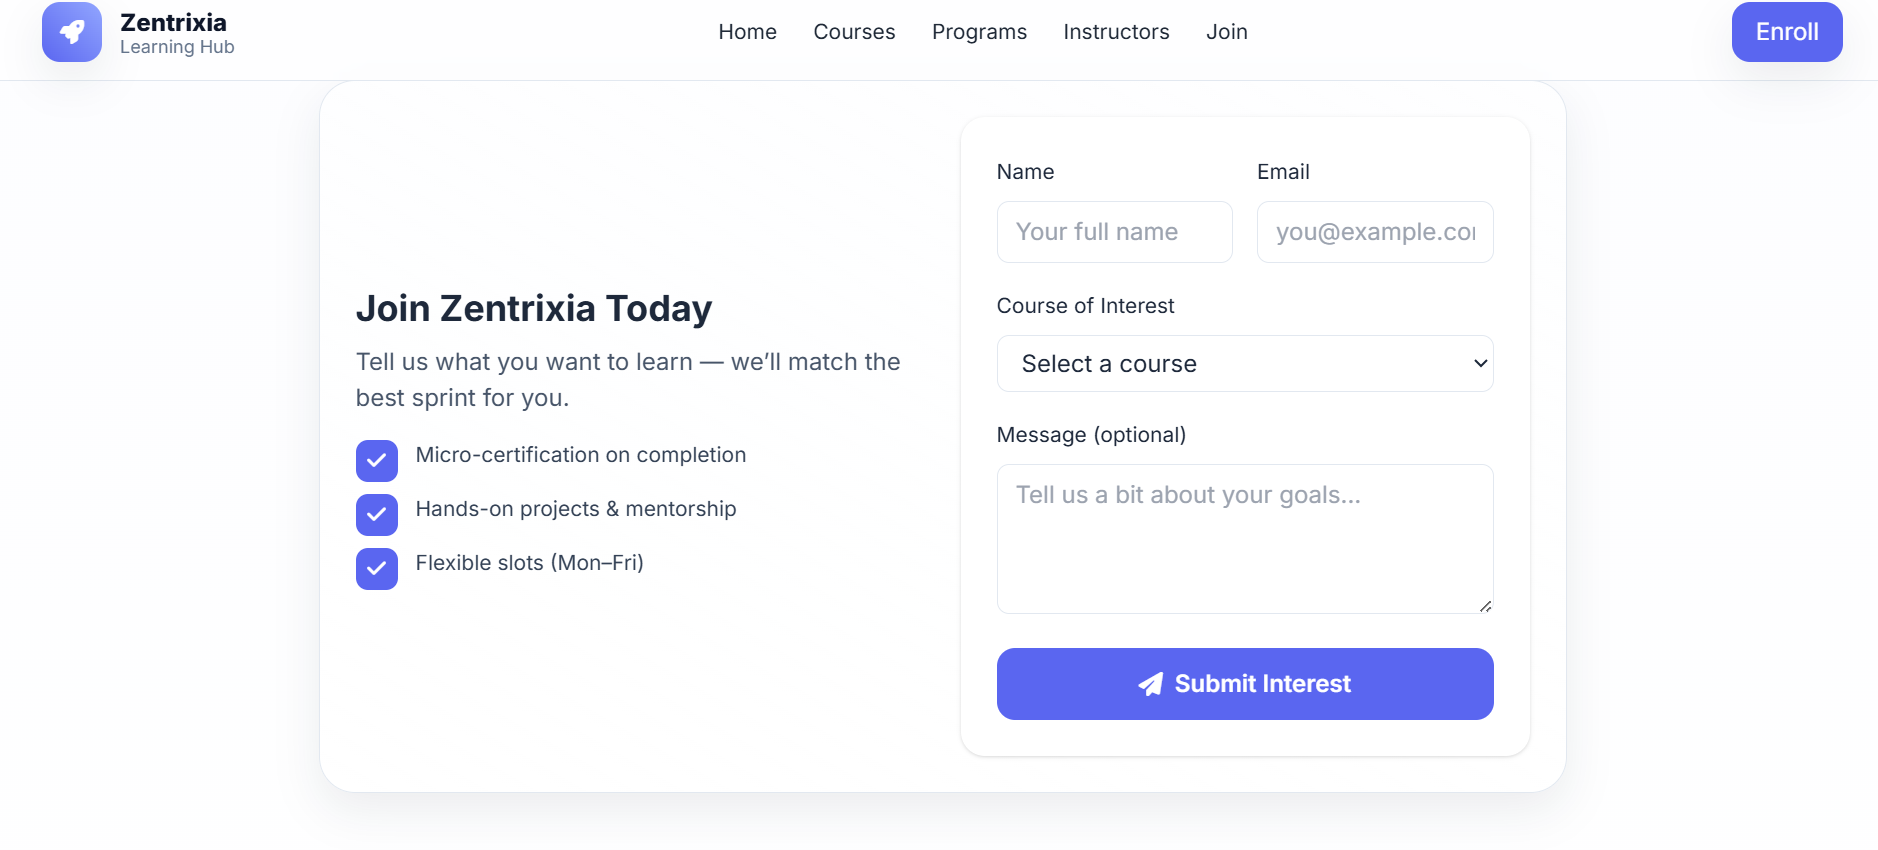 Zentrixia
Learning Hub
Home Courses Programs Instructors Join
Enroll
Join Zentrixia Today
Tell us what you want to learn — we’ll match the
best sprint for you.
Micro-certification on completion
Hands-on projects & mentorship
Flexible slots (Mon–Fri)
Name Email
Your full name you@example.co
Course of Interest
Select a course
Message (optional)
Tell us a bit about your goals...
Submit Interest